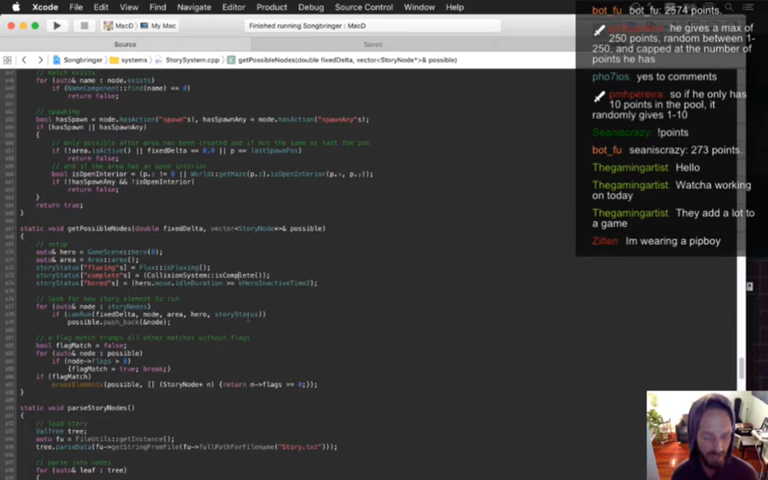 Xcode File Edit View Find Navigate Editor Product Debug Source Control Window Help
MacD My Mac
Finished running Songbringer : MacD
Source
Saves
Songbringer systems StorySystem.cpp getPossibleNodes(double fixedDelta, vector<StoryNode*>& possible)
// match exists
for (auto& name : node.exists)
if (NameComponent::find(name) == 0)
return false;
// spawning
bool hasSpawn = node.hasAction("spawn"s), hasSpawnAny = node.hasAction("spawnAny"s);
if (hasSpawn || hasSpawnAny)
{
// only possible after area has been created and if not the same as last foe pos
if (!area.isActive() || fixedDelta == 0.0 || p == lastSpawnPos)
return false;
// and if the area has an open interior
bool isOpenInterior = (p.z != 0 || World::getMaze(p.z).isOpenInterior(p.x, p.y));
if (!hasSpawnAny && !isOpenInterior)
return false;
}
return true;
}
static void getPossibleNodes(double fixedDelta, vector<StoryNode*>& possible)
{
// setup
auto& hero = GameScene::hero(0);
auto& area = Area::area();
storyStatus["fluxing"s] = Flux::isFluxing();
storyStatus["complete"s] = (CollisionSystem::isComplete());
storyStatus["bored"s] = (hero.move.idleDuration >= kHeroInactiveTime2);
// look for new story element to run
for (auto& node : storyNodes)
if (canRun(fixedDelta, node, area, hero, storyStatus))
possible.push_back(&node);
// a flag match trumps all other matches without flags
bool flagMatch = false;
for (auto& node : possible)
if (node->flags > 0)
{flagMatch = true; break;}
if (flagMatch)
eraseElements(possible, [] (StoryNode* n) {return n->flags == 0;});
}
static void parseStoryNodes()
{
// load story
ValTree tree;
auto fu = FileUtils::getInstance();
tree.parseData(fu->getStringFromFile(fu->fullPathForFilename("Story.txt")));
// parse into nodes
for (auto& leaf : tree)
bot_fu bot_fu: 2574 points.
he gives a max of
250 points, random between 1-
250, and capped at the number of
points he has
pho7ios yes to comments
pmhpereira so if he only has
10 points in the pool, it
randomly gives 1-10
Seaniscrazy !points
bot_fu seaniscrazy: 273 points.
Thegamingartist Hello
Thegamingartist Watcha working
on today
Thegamingartist They add a lot to
a game
Zilten Im wearing a pipboy